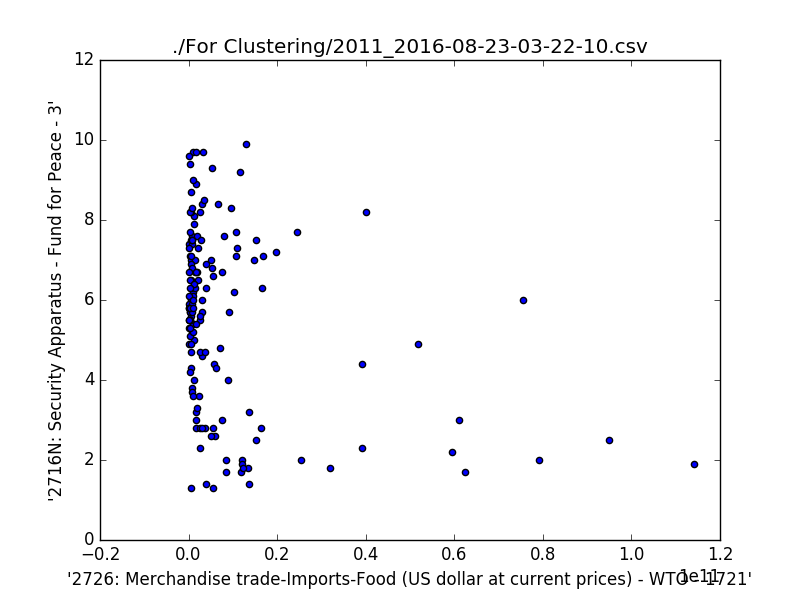 ./For Clustering/2011_2016-08-23-03-22-10.csv
12
10
8
6
4
2
0
'2716N: Security Apparatus - Fund for Peace - 3'
−0.2 0.0 0.2 0.4 0.6 0.8 1.0 1.2
1e11
'2726: Merchandise trade-Imports-Food (US dollar at current prices) - WTO - 1721'